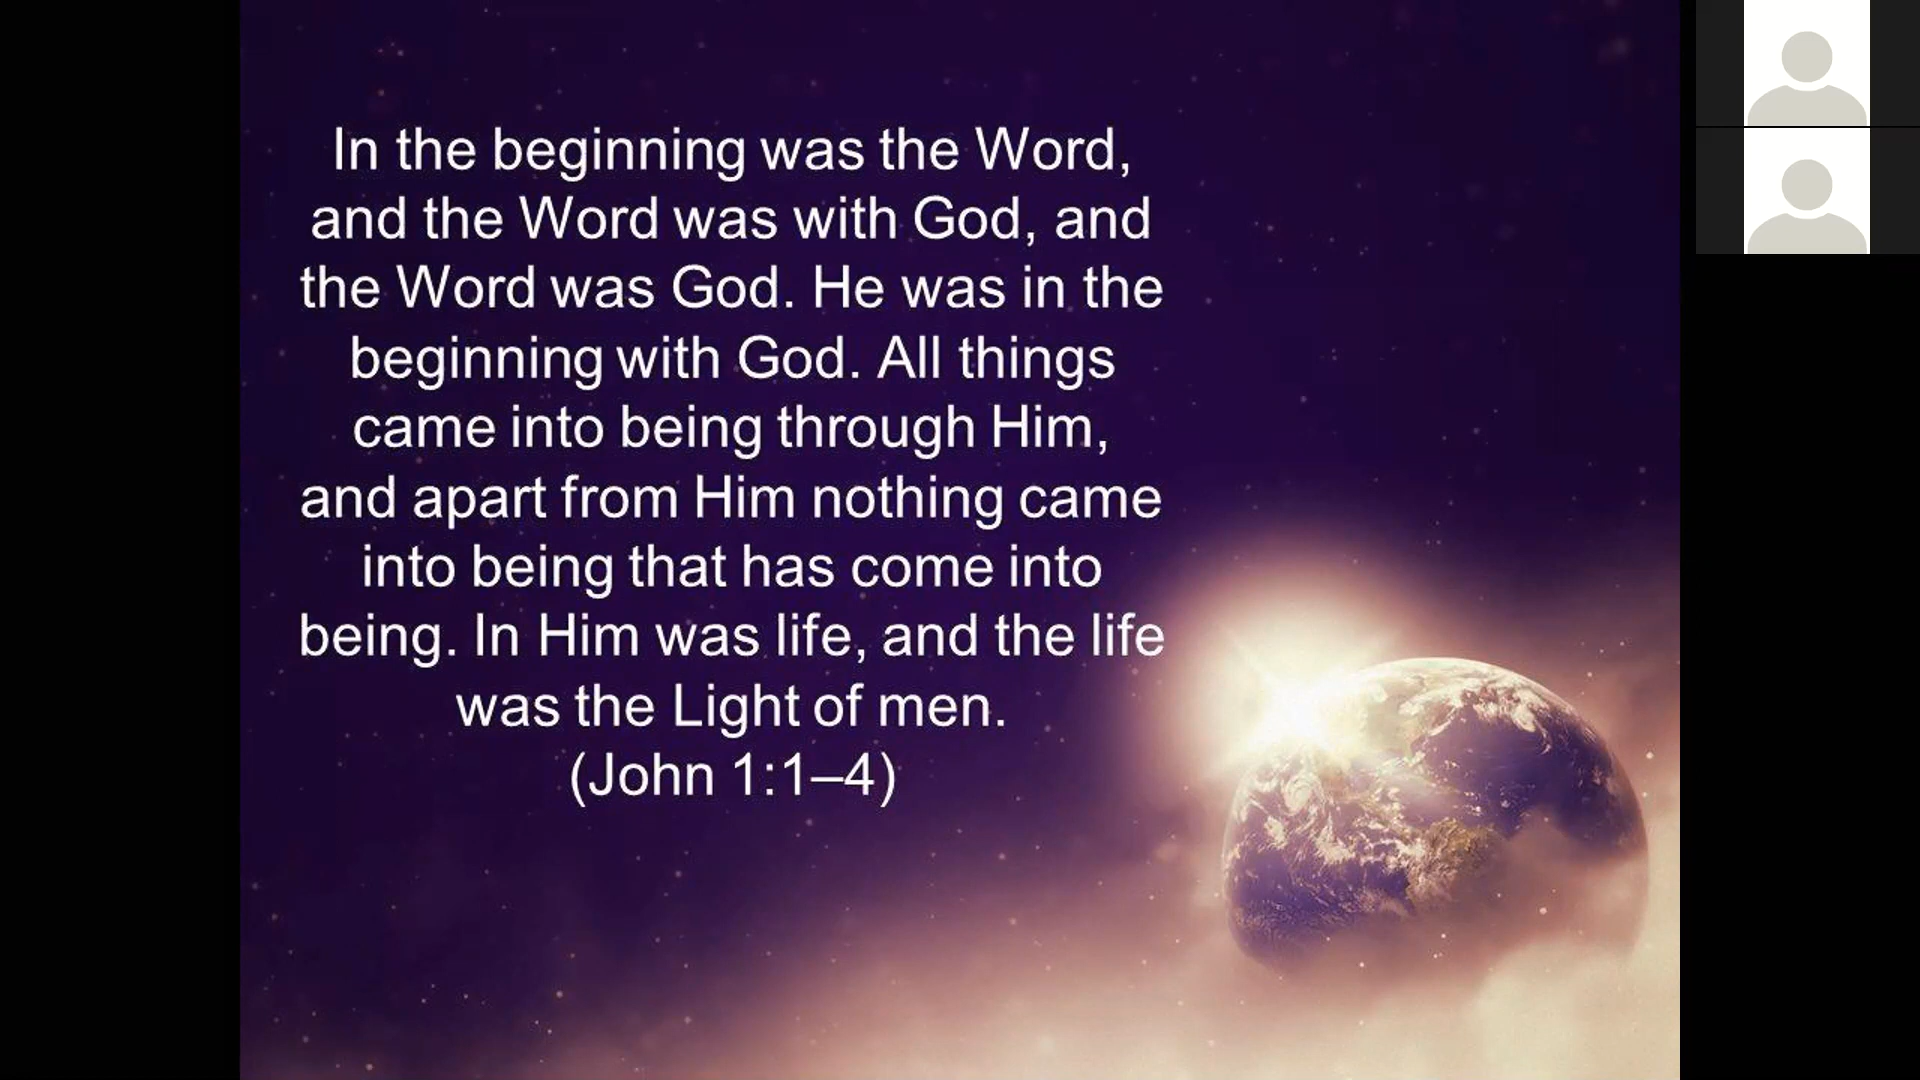 In the beginning was the Word,
and the Word was with God, and
the Word was God. He was in the
beginning with God. All things
came into being through Him,
and apart from Him nothing came
into being that has come into
being. In Him was life, and the life
was the Light of men.
(John 1:1–4)